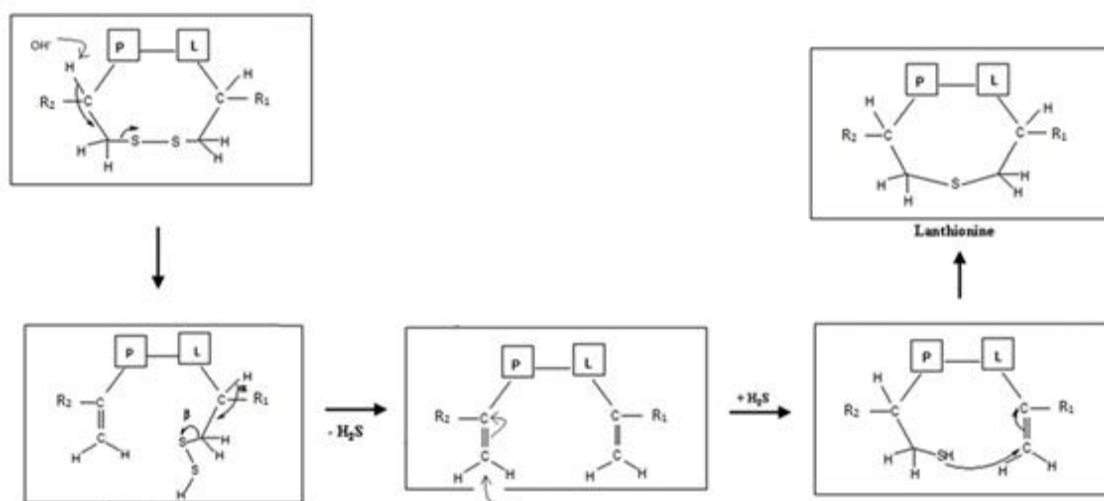 OH⁻
P L
H H
R₂ C C R₁
H S S H
H H
P L
H
R₂ C C α R₁
β
C S H
H H S H
H
- H₂S
P L
R₂ C C R₁
C C
H H H H
+ H₂S
P L
H
R₂ C R₁
H SH C
H H H
P L
H H
R₂ C C R₁
H S H
H H
Lanthionine